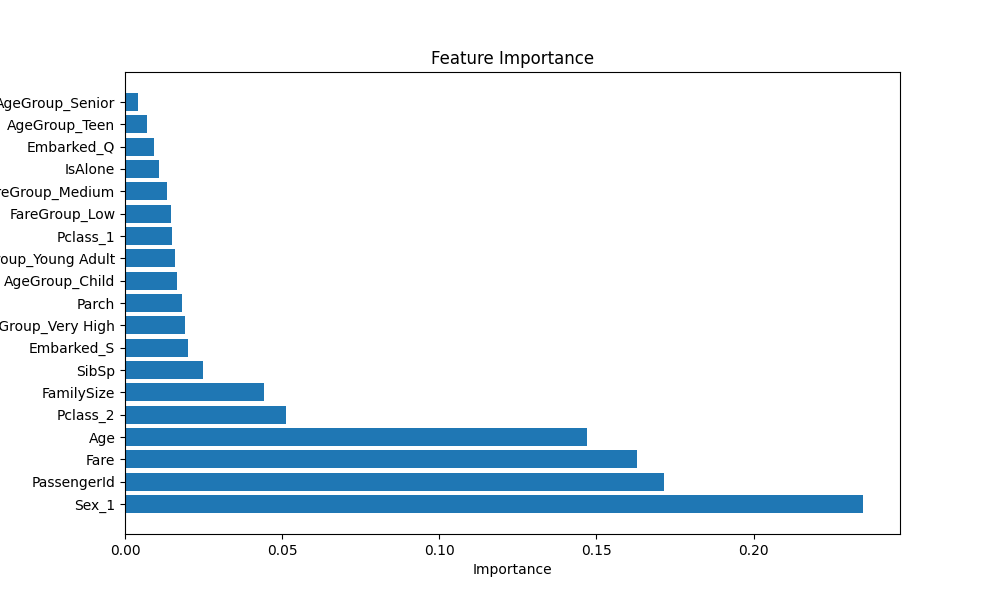 Feature Importance
AgeGroup_Senior
AgeGroup_Teen
Embarked_Q
IsAlone
reGroup_Medium
FareGroup_Low
Pclass_1
roup_Young Adult
AgeGroup_Child
Parch
Group_Very High
Embarked_S
SibSp
FamilySize
Pclass_2
Age
Fare
PassengerId
Sex_1
0.00 0.05 0.10 0.15 0.20
Importance